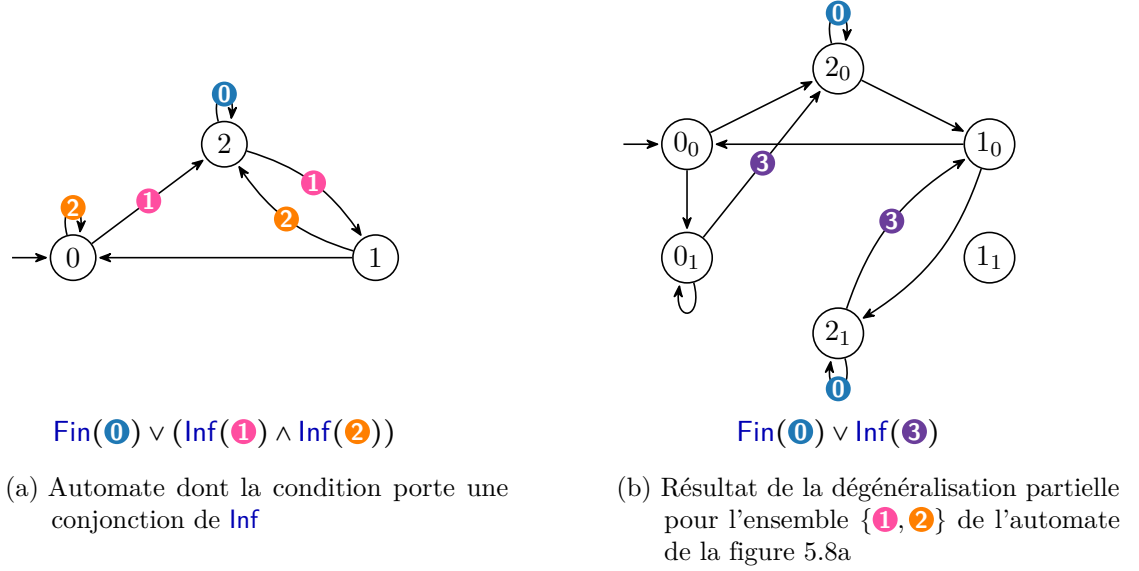 0
2
1
2
1
2
0
1
Fin(0) ∨ (Inf(1) ∧ Inf(2))
(a) Automate dont la condition porte une
conjonction de Inf
0
2₀
0₀
1₀
3
3
0₁
1₁
2₁
0
Fin(0) ∨ Inf(3)
(b) Résultat de la dégénéralisation partielle
pour l'ensemble {1, 2} de l'automate
de la figure 5.8a